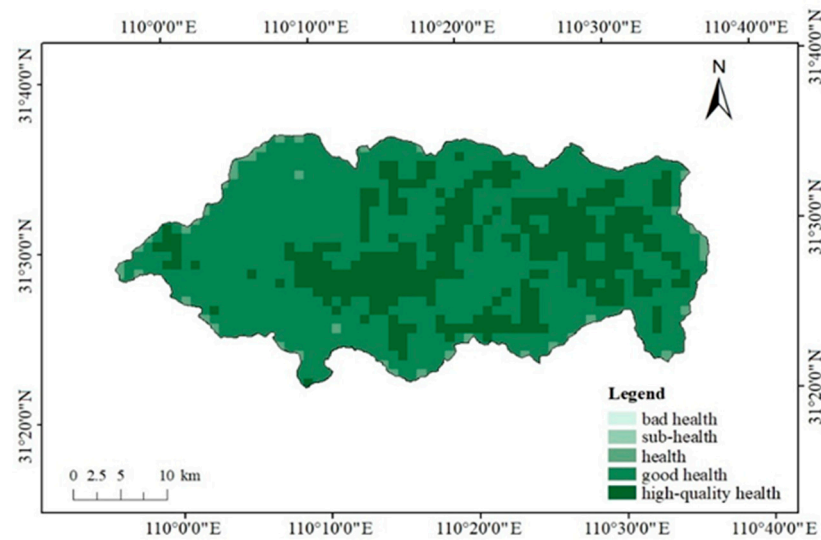 110°0'0"E 110°10'0"E 110°20'0"E 110°30'0"E 110°40'0"E
31°40'0"N
31°40'0"N
N
31°30'0"N
31°30'0"N
31°20'0"N
31°20'0"N
Legend
bad health
sub-health
health
good health
high-quality health
0 2.5 5 10 km
110°0'0"E 110°10'0"E 110°20'0"E 110°30'0"E 110°40'0"E